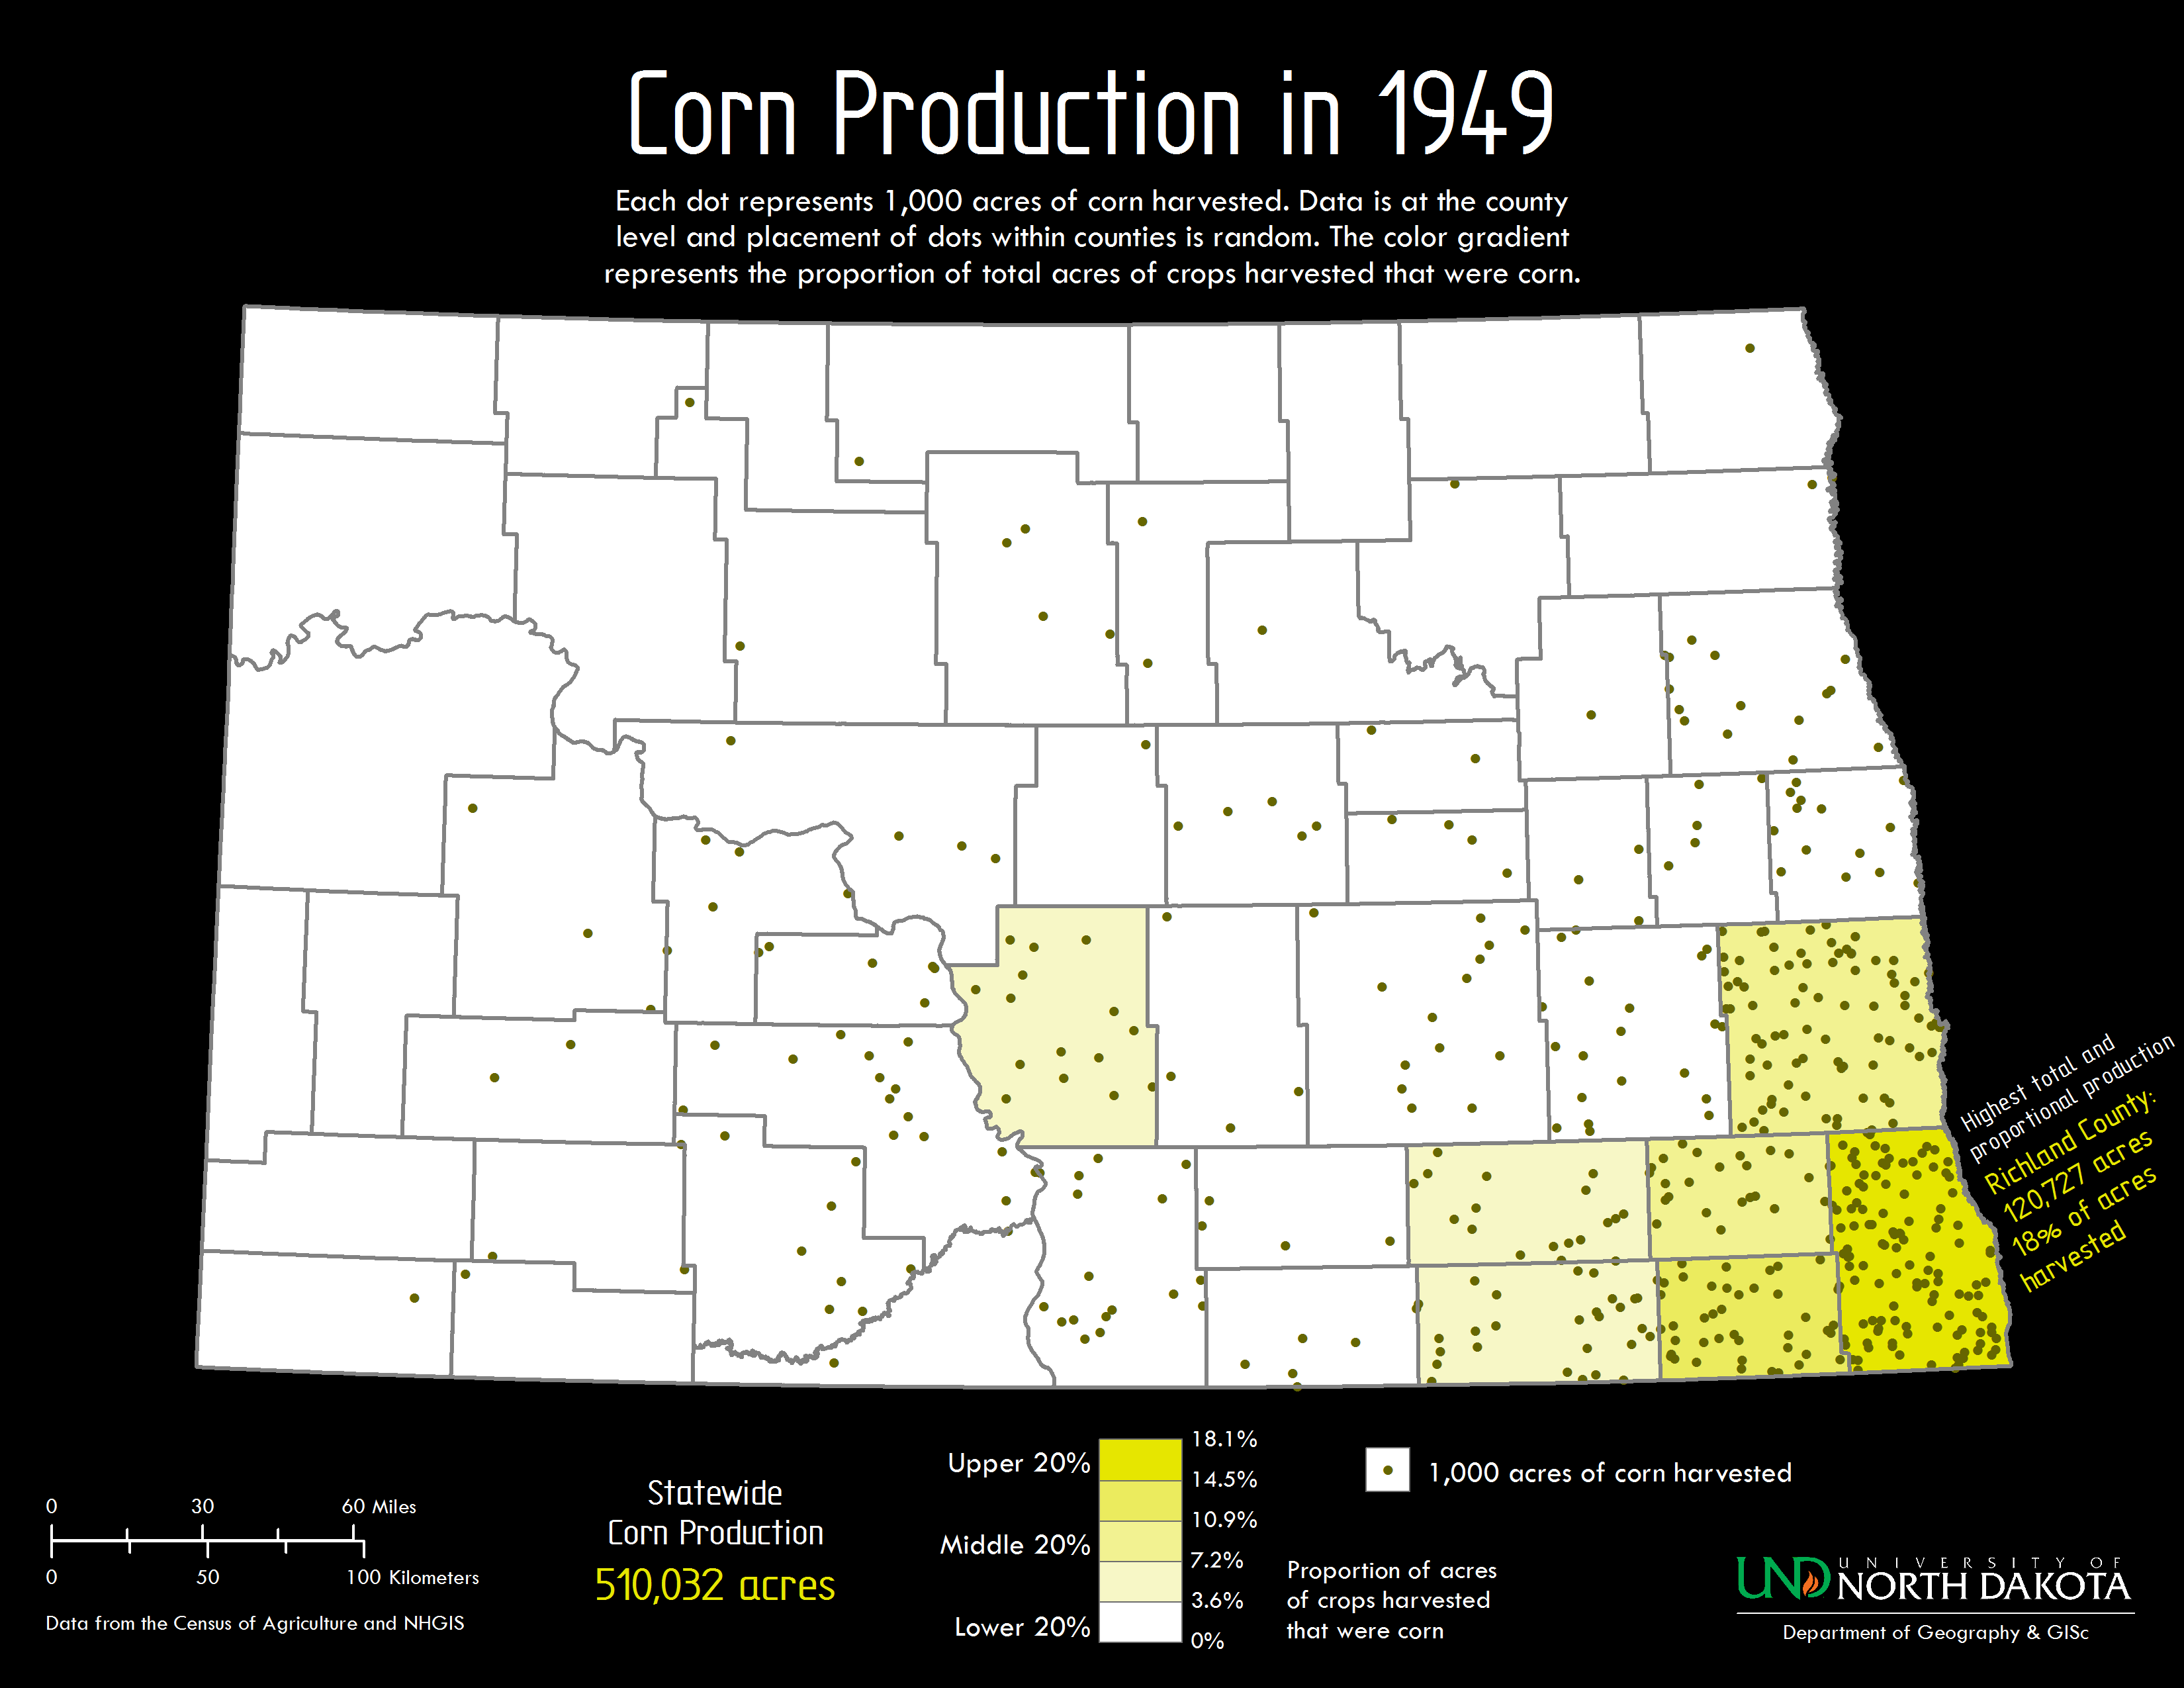 Corn Production in 1949
Each dot represents 1,000 acres of corn harvested. Data is at the county
level and placement of dots within counties is random. The color gradient
represents the proportion of total acres of crops harvested that were corn.
Highest total and
proportional production
Richland County:
120,727 acres
18% of acres
harvested
0 30 60 Miles
0 50 100 Kilometers
Data from the Census of Agriculture and NHGIS
Statewide
Corn Production
510,032 acres
Upper 20%
Middle 20%
Lower 20%
18.1%
14.5%
10.9%
7.2%
3.6%
0%
1,000 acres of corn harvested
Proportion of acres
of crops harvested
that were corn
UND UNIVERSITY OF
NORTH DAKOTA
Department of Geography & GISc